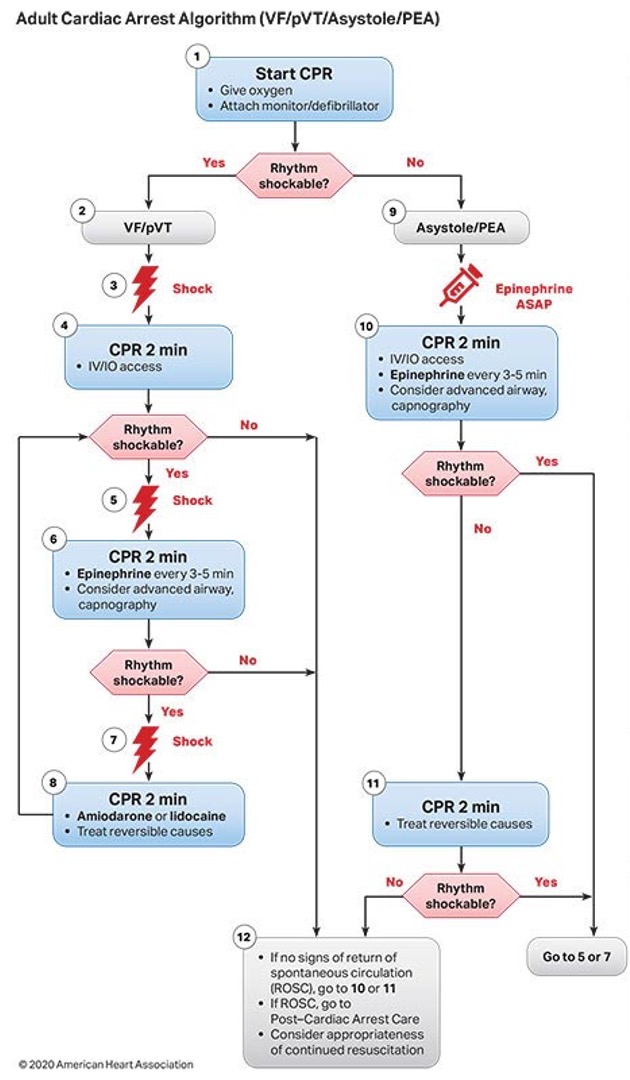 Adult Cardiac Arrest Algorithm (VF/pVT/Asystole/PEA)
1
Start CPR
• Give oxygen
• Attach monitor/defibrillator
Yes
Rhythm
shockable?
No
2
VF/pVT
9
Asystole/PEA
3
Shock
Epinephrine
ASAP
4
CPR 2 min
• IV/IO access
10
CPR 2 min
• IV/IO access
• Epinephrine every 3-5 min
• Consider advanced airway,
capnography
Rhythm
shockable?
No
Yes
Rhythm
shockable?
Yes
No
5
Shock
6
CPR 2 min
• Epinephrine every 3-5 min
• Consider advanced airway,
capnography
Rhythm
shockable?
No
Yes
7
Shock
8
CPR 2 min
• Amiodarone or lidocaine
• Treat reversible causes
11
CPR 2 min
• Treat reversible causes
No
Rhythm
shockable?
Yes
12
• If no signs of return of
spontaneous circulation
(ROSC), go to 10 or 11
• If ROSC, go to
Post–Cardiac Arrest Care
• Consider appropriateness
of continued resuscitation
Go to 5 or 7
© 2020 American Heart Association